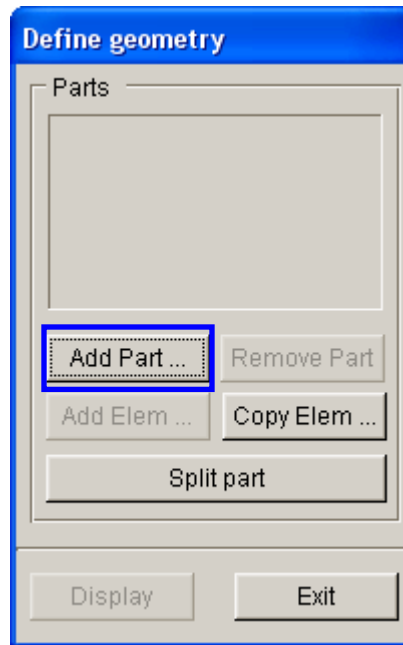 Define geometry
Parts
Add Part ... Remove Part
Add Elem ... Copy Elem ...
Split part
Display Exit